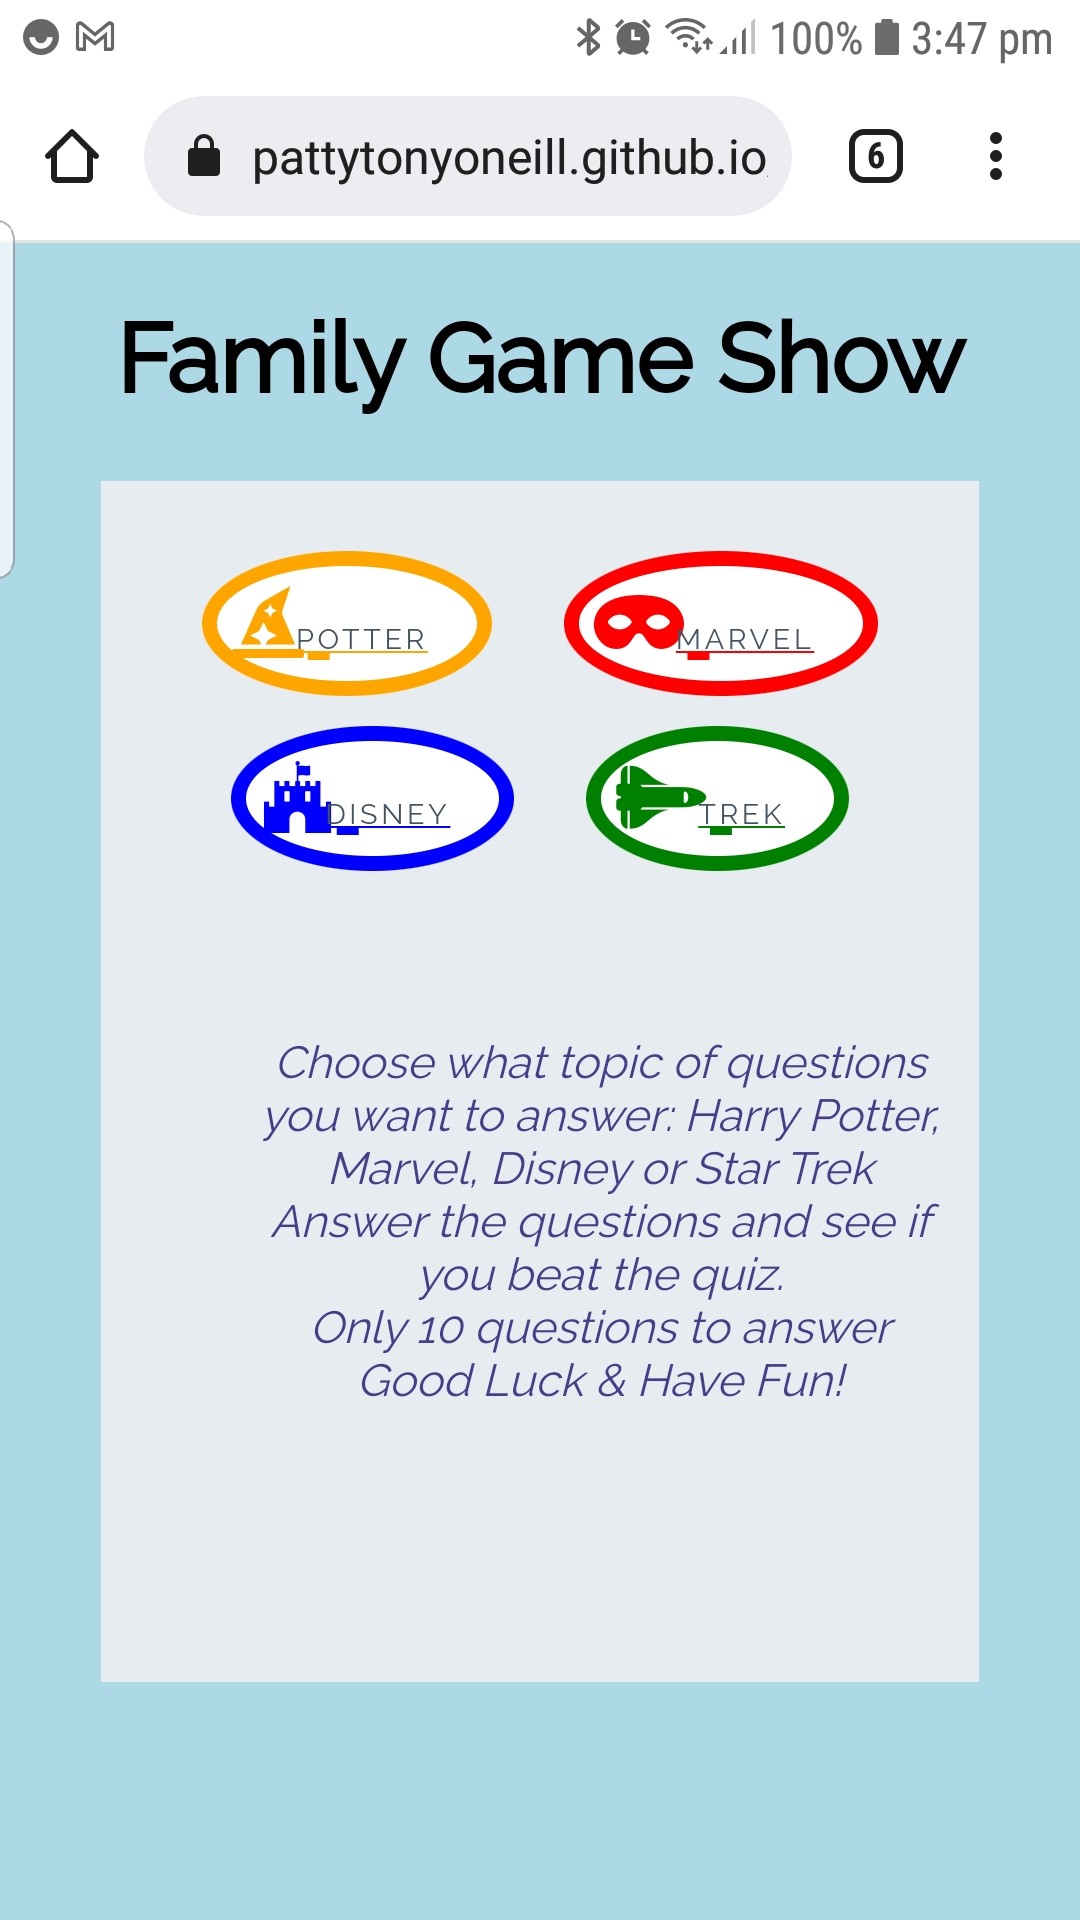 100% 3:47 pm
pattytonyoneill.github.io 6
Family Game Show
POTTER MARVEL
DISNEY TREK
Choose what topic of questions
you want to answer: Harry Potter,
Marvel, Disney or Star Trek
Answer the questions and see if
you beat the quiz.
Only 10 questions to answer
Good Luck & Have Fun!